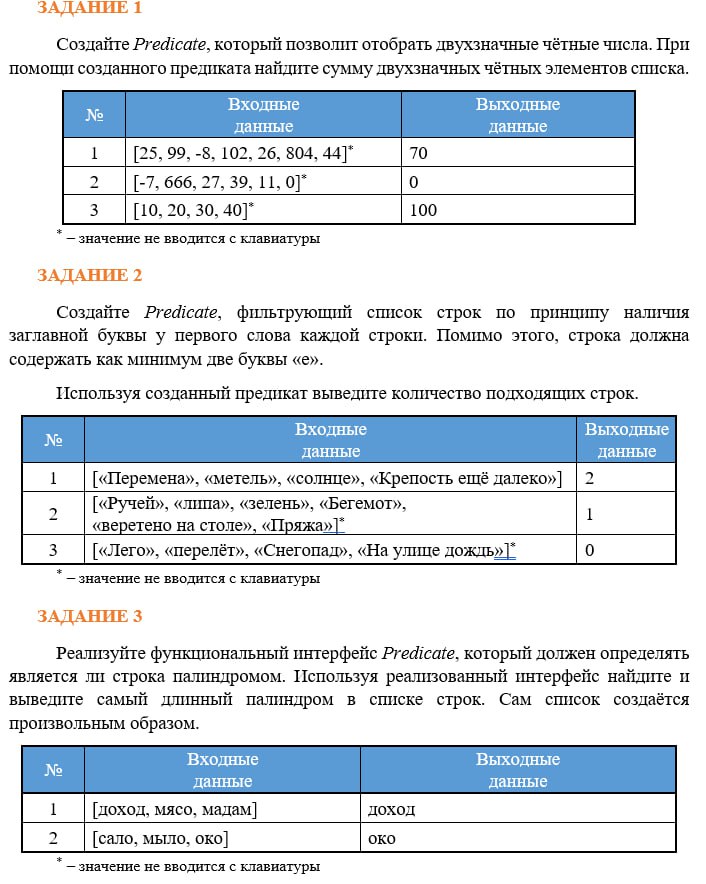 ЗАДАНИЕ 1
Создайте Predicate, который позволит отобрать двухзначные чётные числа. При
помощи созданного предиката найдите сумму двухзначных чётных элементов списка.
№ Входные данные Выходные данные
1 [25, 99, -8, 102, 26, 804, 44]* 70
2 [-7, 666, 27, 39, 11, 0]* 0
3 [10, 20, 30, 40]* 100
* – значение не вводится с клавиатуры
ЗАДАНИЕ 2
Создайте Predicate, фильтрующий список строк по принципу наличия
заглавной буквы у первого слова каждой строки. Помимо этого, строка должна
содержать как минимум две буквы «е».
Используя созданный предикат выведите количество подходящих строк.
№ Входные данные Выходные данные
1 [«Перемена», «метель», «солнце», «Крепость ещё далеко»] 2
2 [«Ручей», «липа», «зелень», «Бегемот»,
«веретено на столе», «Пряжа»]* 1
3 [«Лего», «перелёт», «Снегопад», «На улице дождь»]* 0
* – значение не вводится с клавиатуры
ЗАДАНИЕ 3
Реализуйте функциональный интерфейс Predicate, который должен определять
является ли строка палиндромом. Используя реализованный интерфейс найдите и
выведите самый длинный палиндром в списке строк. Сам список создаётся
произвольным образом.
№ Входные данные Выходные данные
1 [доход, мясо, мадам] доход
2 [сало, мыло, око] око
* – значение не вводится с клавиатуры